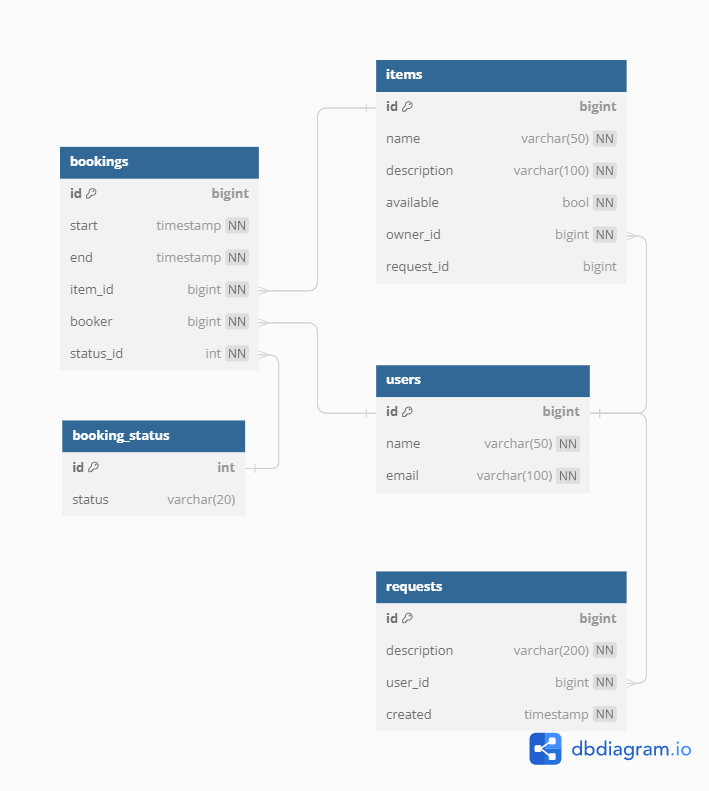 items
id bigint
name varchar(50) NN
description varchar(100) NN
available bool NN
owner_id bigint NN
request_id bigint
bookings
id bigint
start timestamp NN
end timestamp NN
item_id bigint NN
booker bigint NN
status_id int NN
users
id bigint
name varchar(50) NN
email varchar(100) NN
booking_status
id int
status varchar(20)
requests
id bigint
description varchar(200) NN
user_id bigint NN
created timestamp NN
dbdiagram.io